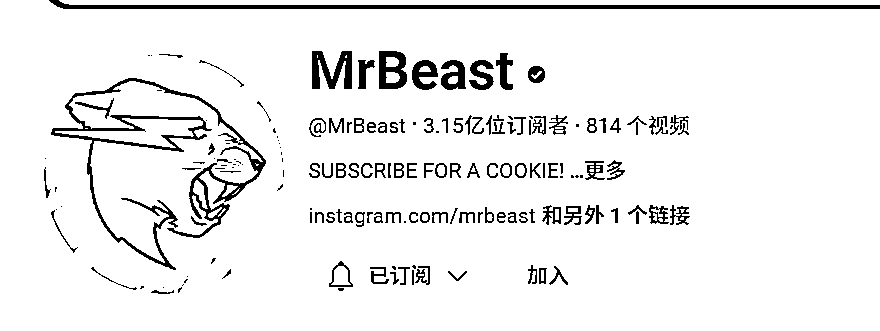 MrBeast
@MrBeast · 3.15亿位订阅者 · 814 个视频
SUBSCRIBE FOR A COOKIE! ...更多
instagram.com/mrbeast 和另外 1 个链接
已订阅 加入